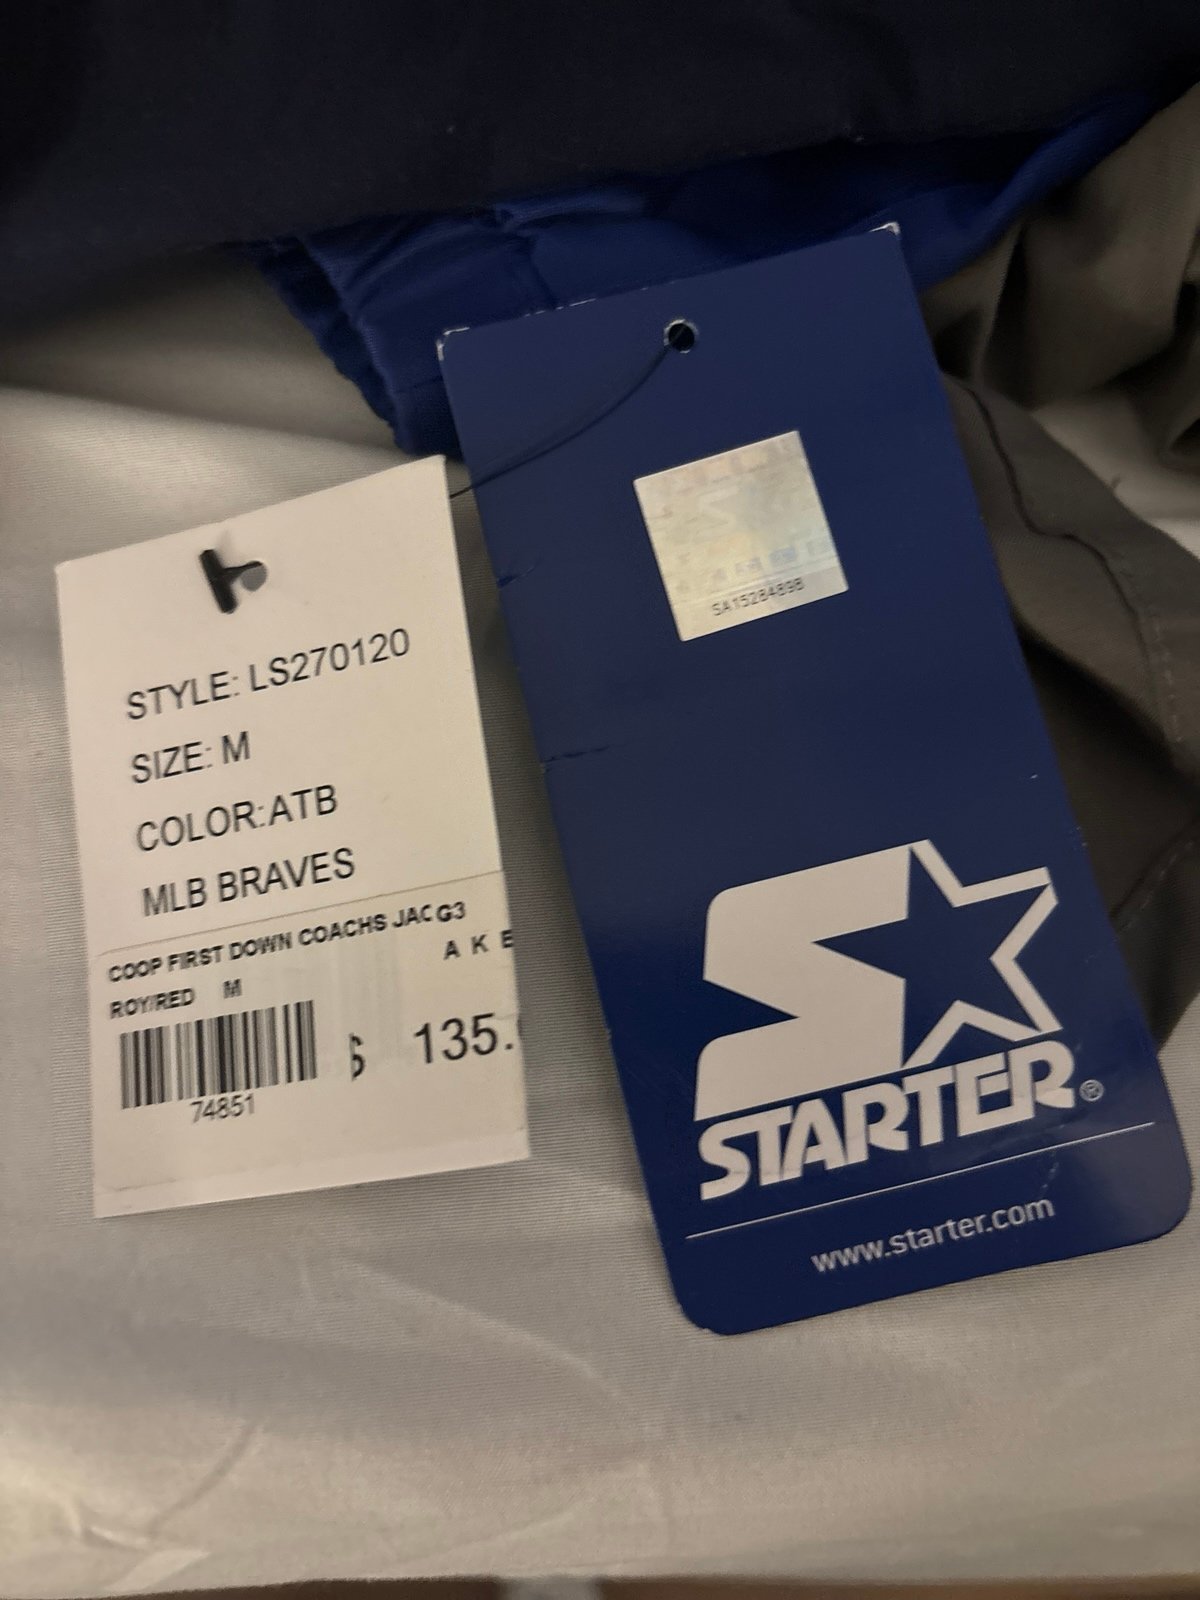 STYLE: LS270120
SIZE: M
COLOR:ATB
MLB BRAVES
COOP FIRST DOWN COACHS JAC G3
A K E
ROY/RED M
$ 135.
74851
SA15284898
STARTER®
www.starter.com